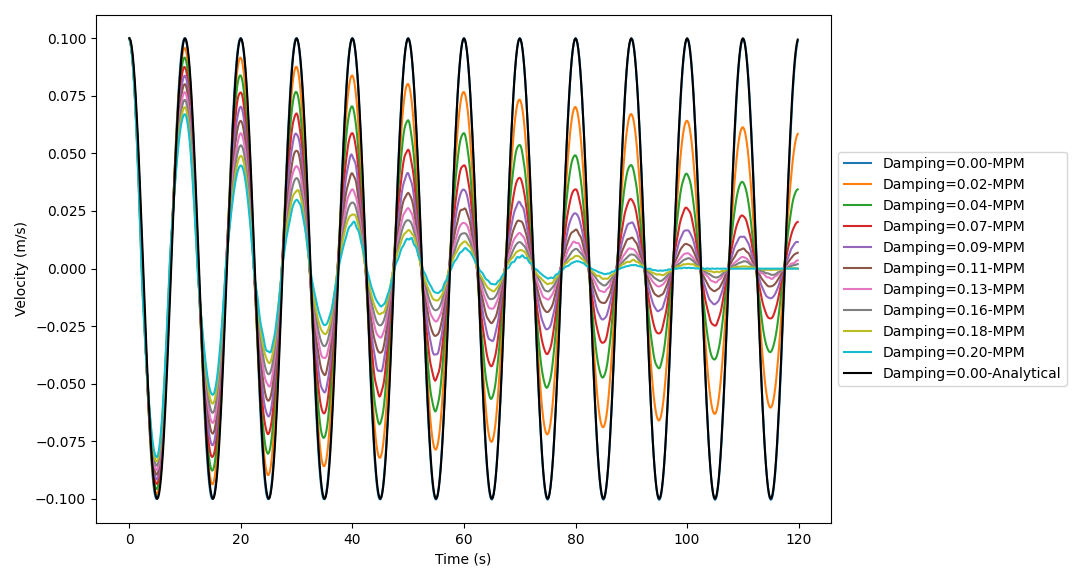 0.100
0.075
0.050
0.025
0.000
−0.025
−0.050
−0.075
−0.100
Velocity (m/s)
0
20
40
60
80
100
120
Time (s)
Damping=0.00-MPM
Damping=0.02-MPM
Damping=0.04-MPM
Damping=0.07-MPM
Damping=0.09-MPM
Damping=0.11-MPM
Damping=0.13-MPM
Damping=0.16-MPM
Damping=0.18-MPM
Damping=0.20-MPM
Damping=0.00-Analytical